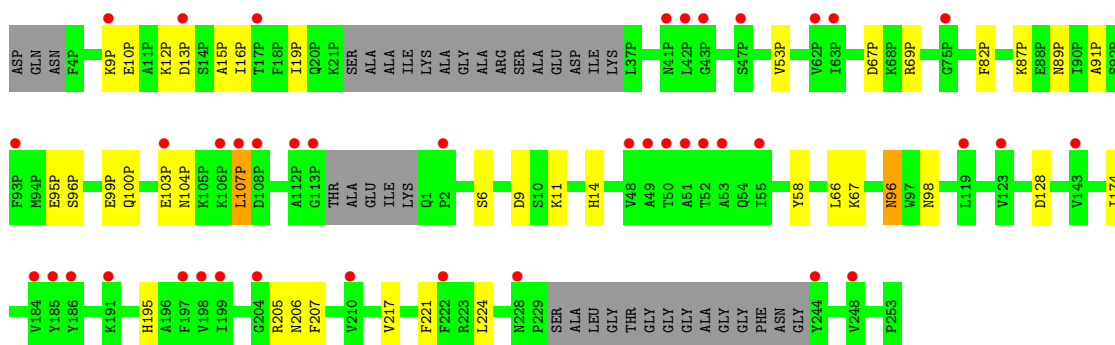 ASP GLN ASN F4P K9P E10P A11P K12P D13P S14P A15P I16P T17P F18P I19P Q20P K21P SER ALA ALA ILE LYS ALA GLY ALA ARG SER ALA GLU ASP ILE LYS L37P N41P L42P G43P S47P V53P V62P I63P D67P K68P R69P G75P F82P K87P E88P N89P I90P A91P S92P
F93P M94P E95P S96P E99P Q100P E103P N104P K105P K106P L107P D108P A112P G113P THR ALA GLU ILE LYS Q1 P2 S6 D9 S10 K11 H14 V48 A49 T50 A51 T52 A53 Q54 I55 Y58 L66 K67 N96 W97 N98 L119 V123 D128 V143 I174
V184 Y185 Y186 K191 H195 A196 F197 V198 I199 G204 R205 N206 F207 V210 V217 F221 F222 R223 L224 N228 P229 SER ALA LEU GLY THR GLY GLY GLY ALA GLY GLY PHE ASN GLY Y244 V248 P253